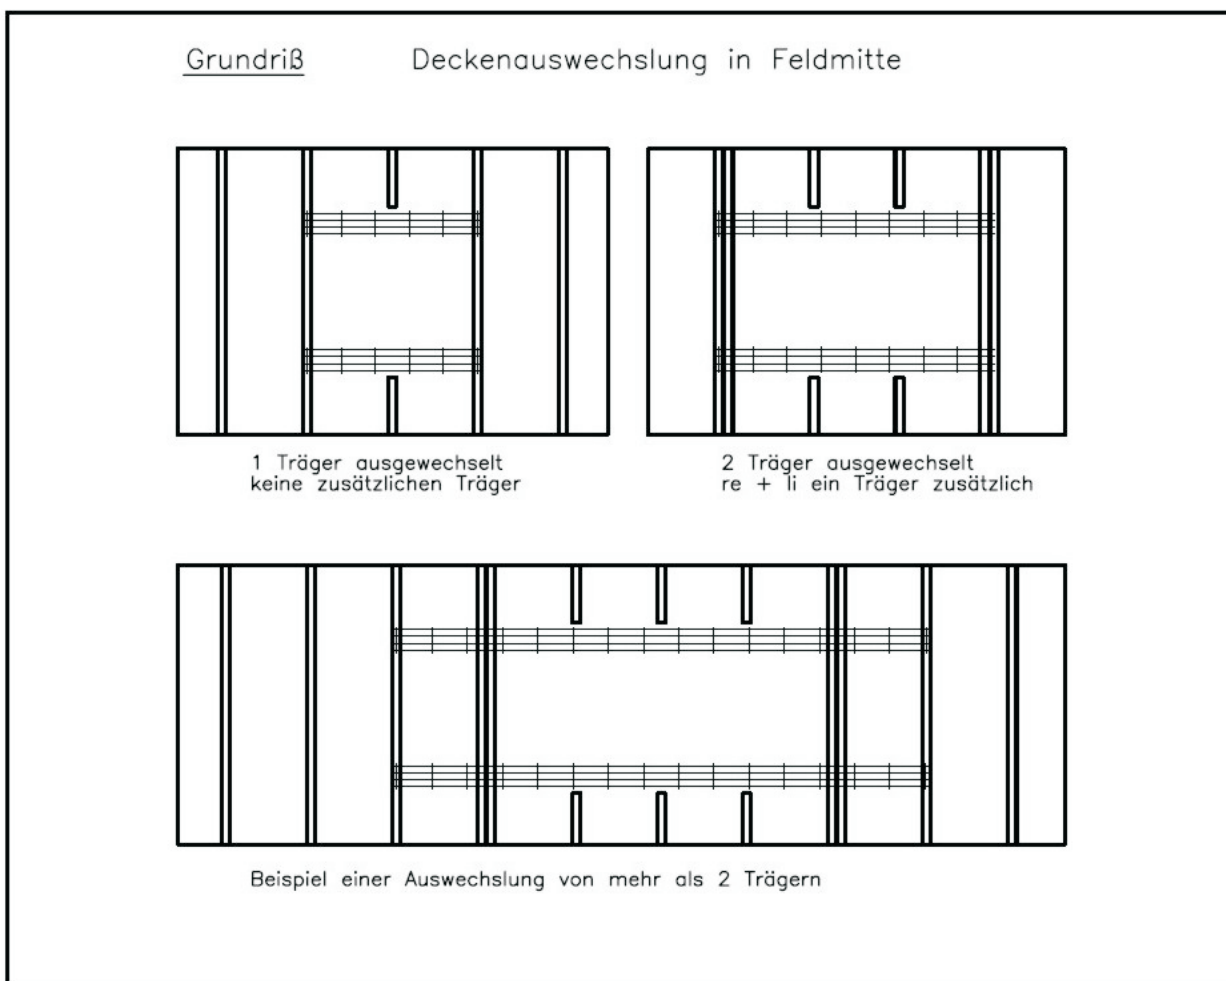 Grundriß Deckenauswechslung in Feldmitte
1 Träger ausgewechselt
keine zusätzlichen Träger
2 Träger ausgewechselt
re + li ein Träger zusätzlich
Beispiel einer Auswechslung von mehr als 2 Trägern